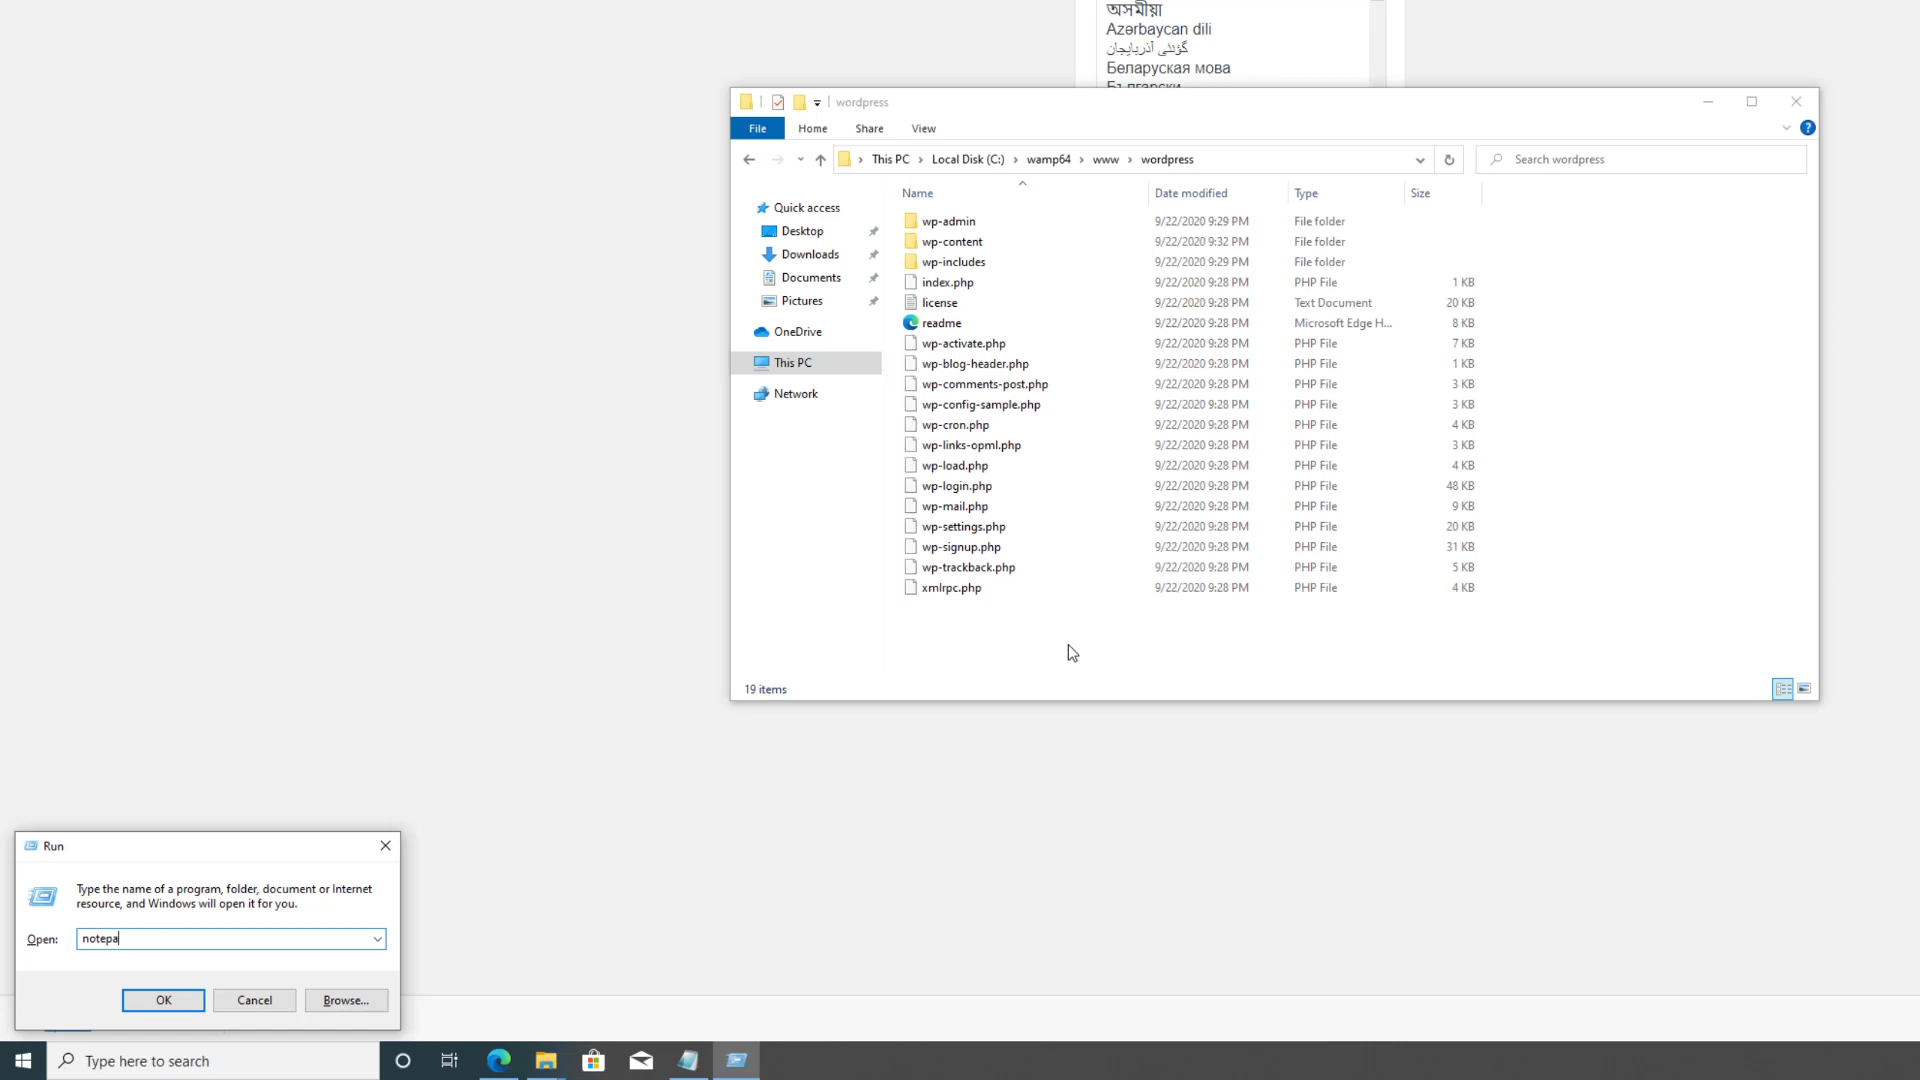 অসমীয়া
Azərbaycan dili
گؤنئی آذربایجان
Беларуская мова
Български
wordpress
File Home Share View
This PC Local Disk (C:) wamp64 www wordpress
Search wordpress
Name Date modified Type Size
Quick access
Desktop
Downloads
Documents
Pictures
OneDrive
This PC
Network
wp-admin 9/22/2020 9:29 PM File folder
wp-content 9/22/2020 9:32 PM File folder
wp-includes 9/22/2020 9:29 PM File folder
index.php 9/22/2020 9:28 PM PHP File 1 KB
license 9/22/2020 9:28 PM Text Document 20 KB
readme 9/22/2020 9:28 PM Microsoft Edge H... 8 KB
wp-activate.php 9/22/2020 9:28 PM PHP File 7 KB
wp-blog-header.php 9/22/2020 9:28 PM PHP File 1 KB
wp-comments-post.php 9/22/2020 9:28 PM PHP File 3 KB
wp-config-sample.php 9/22/2020 9:28 PM PHP File 3 KB
wp-cron.php 9/22/2020 9:28 PM PHP File 4 KB
wp-links-opml.php 9/22/2020 9:28 PM PHP File 3 KB
wp-load.php 9/22/2020 9:28 PM PHP File 4 KB
wp-login.php 9/22/2020 9:28 PM PHP File 48 KB
wp-mail.php 9/22/2020 9:28 PM PHP File 9 KB
wp-settings.php 9/22/2020 9:28 PM PHP File 20 KB
wp-signup.php 9/22/2020 9:28 PM PHP File 31 KB
wp-trackback.php 9/22/2020 9:28 PM PHP File 5 KB
xmlrpc.php 9/22/2020 9:28 PM PHP File 4 KB
19 items
Run
Type the name of a program, folder, document or Internet
resource, and Windows will open it for you.
Open: notepa
OK Cancel Browse...
Type here to search